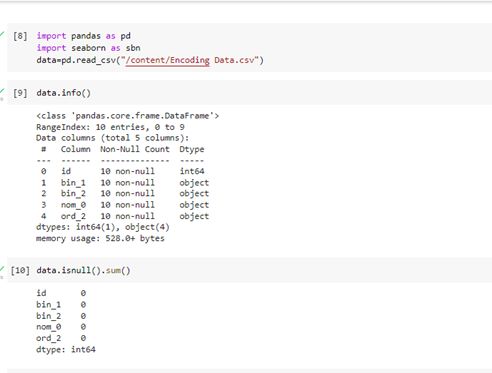 [8] import pandas as pd
import seaborn as sbn
data=pd.read_csv("/content/Encoding Data.csv")
[9] data.info()
<class 'pandas.core.frame.DataFrame'>
RangeIndex: 10 entries, 0 to 9
Data columns (total 5 columns):
#   Column  Non-Null Count  Dtype
---  ------  --------------  -----
0   id      10 non-null     int64
1   bin_1   10 non-null     object
2   bin_2   10 non-null     object
3   nom_0   10 non-null     object
4   ord_2   10 non-null     object
dtypes: int64(1), object(4)
memory usage: 528.0+ bytes
[10] data.isnull().sum()
id       0
bin_1    0
bin_2    0
nom_0    0
ord_2    0
dtype: int64